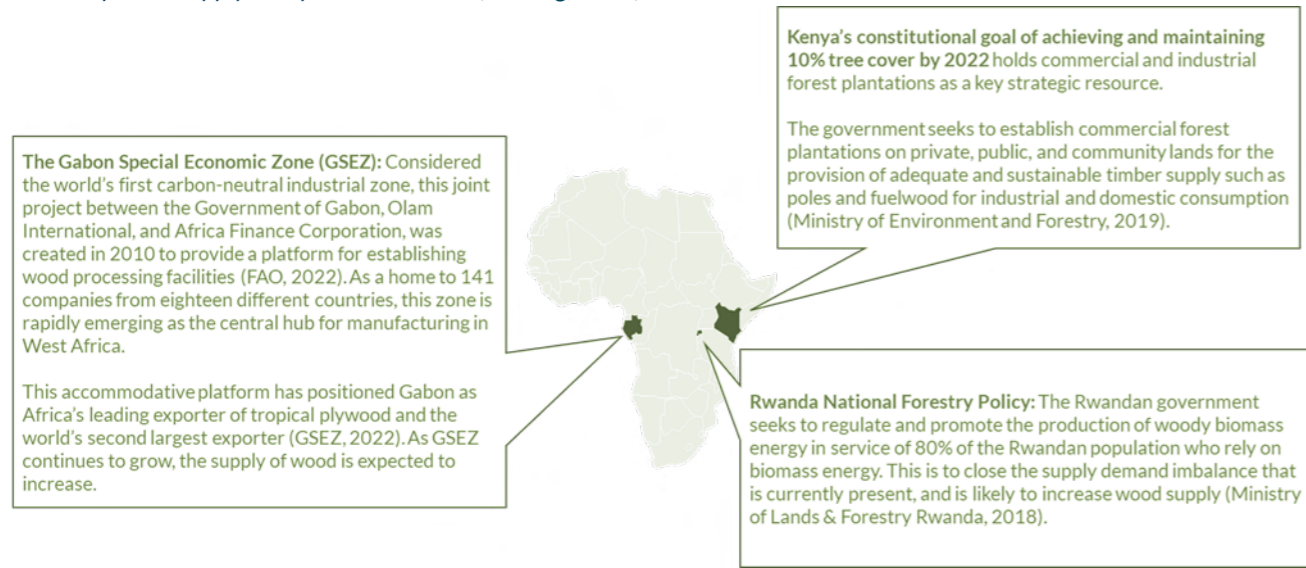 Kenya's constitutional goal of achieving and maintaining
10% tree cover by 2022 holds commercial and industrial
forest plantations as a key strategic resource.
The government seeks to establish commercial forest
plantations on private, public, and community lands for the
provision of adequate and sustainable timber supply such as
poles and fuelwood for industrial and domestic consumption
(Ministry of Environment and Forestry, 2019).
The Gabon Special Economic Zone (GSEZ): Considered
the world's first carbon-neutral industrial zone, this joint
project between the Government of Gabon, Olam
International, and Africa Finance Corporation, was
created in 2010 to provide a platform for establishing
wood processing facilities (FAO, 2022). As a home to 141
companies from eighteen different countries, this zone is
rapidly emerging as the central hub for manufacturing in
West Africa.
This accommodative platform has positioned Gabon as
Africa's leading exporter of tropical plywood and the
world's second largest exporter (GSEZ, 2022). As GSEZ
continues to grow, the supply of wood is expected to
increase.
Rwanda National Forestry Policy: The Rwandan government
seeks to regulate and promote the production of woody biomass
energy in service of 80% of the Rwandan population who rely on
biomass energy. This is to close the supply demand imbalance that
is currently present, and is likely to increase wood supply (Ministry
of Lands & Forestry Rwanda, 2018).